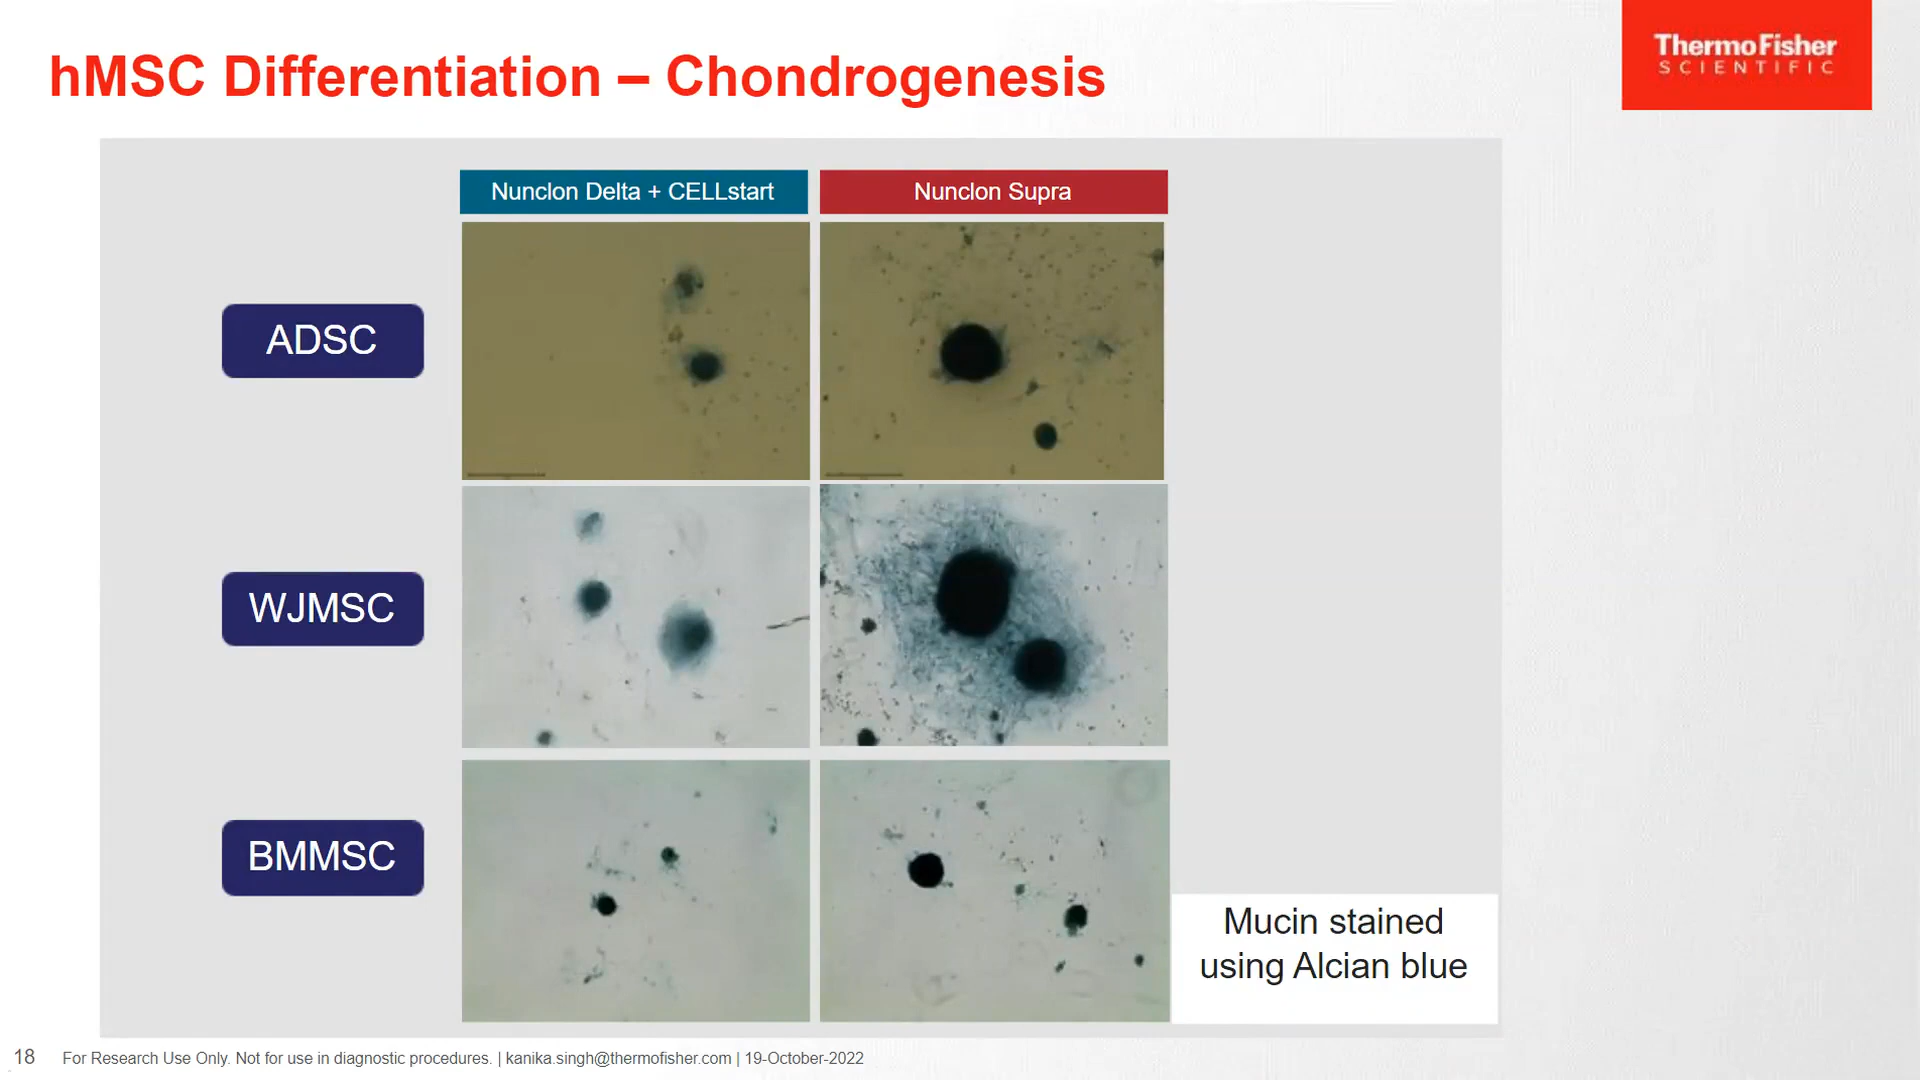 hMSC Differentiation – Chondrogenesis
ThermoFisher
SCIENTIFIC
Nunclon Delta + CELLstart
Nunclon Supra
ADSC
WJMSC
BMMSC
Mucin stained
using Alcian blue
18
For Research Use Only. Not for use in diagnostic procedures. | kanika.singh@thermofisher.com | 19-October-2022